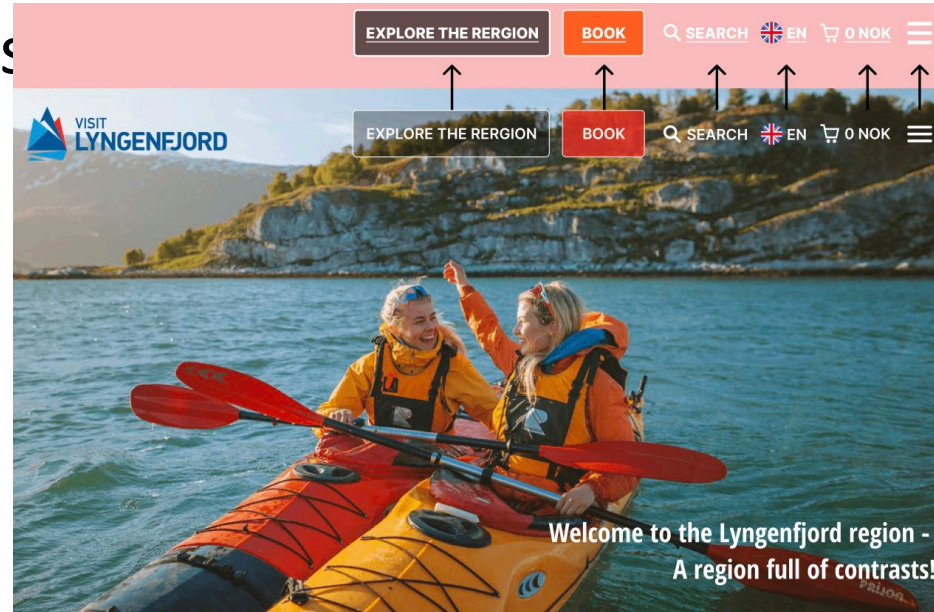 S
EXPLORE THE RERGION BOOK SEARCH EN 0 NOK
VISIT
LYNGENFJORD
EXPLORE THE RERGION BOOK SEARCH EN 0 NOK
Welcome to the Lyngenfjord region -
A region full of contrasts!
PRIJON